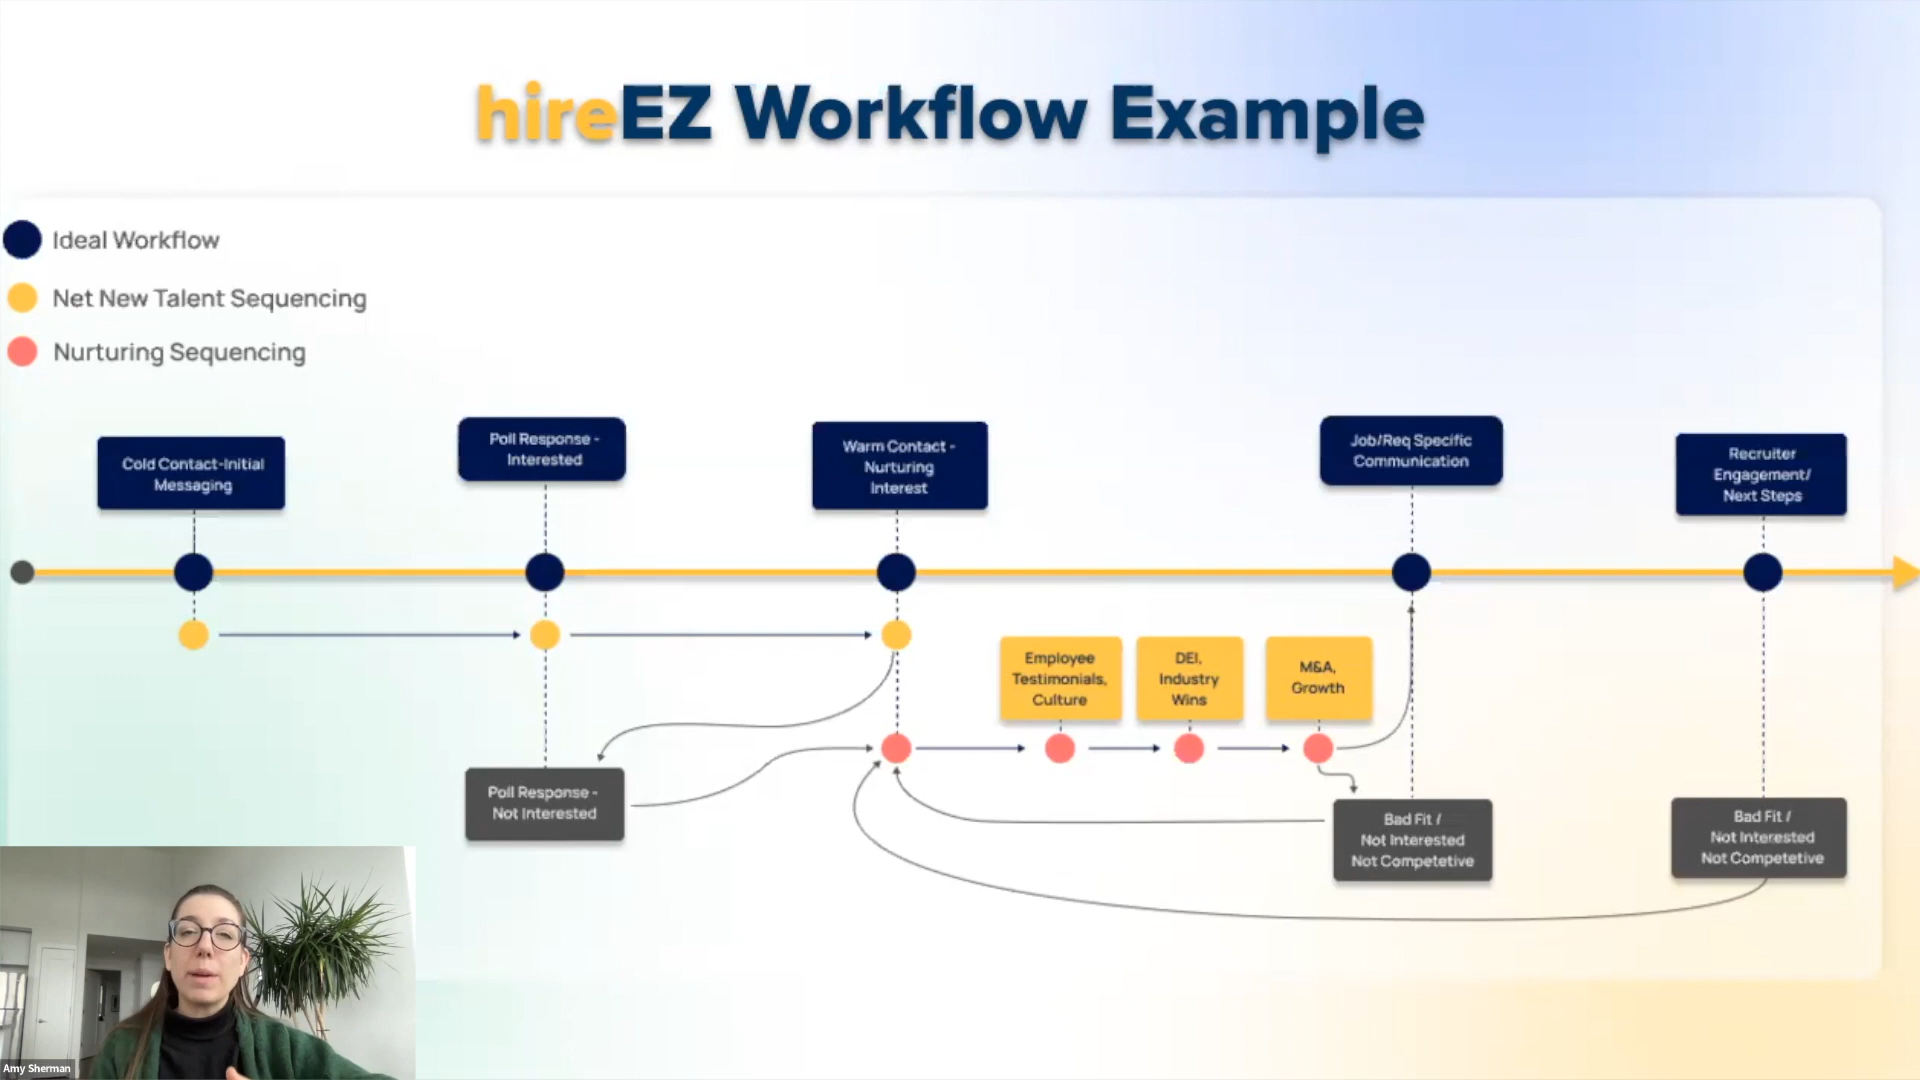 hireEZ Workflow Example
Ideal Workflow
Net New Talent Sequencing
Nurturing Sequencing
Cold Contact-Initial
Messaging
Poll Response -
Interested
Warm Contact -
Nurturing
Interest
Job/Req Specific
Communication
Recruiter
Engagement/
Next Steps
Employee
Testimonials,
Culture
DEI,
Industry
Wins
M&A,
Growth
Poll Response -
Not Interested
Bad Fit /
Not Interested
Not Competetive
Bad Fit /
Not Interested
Not Competetive
Amy Sherman